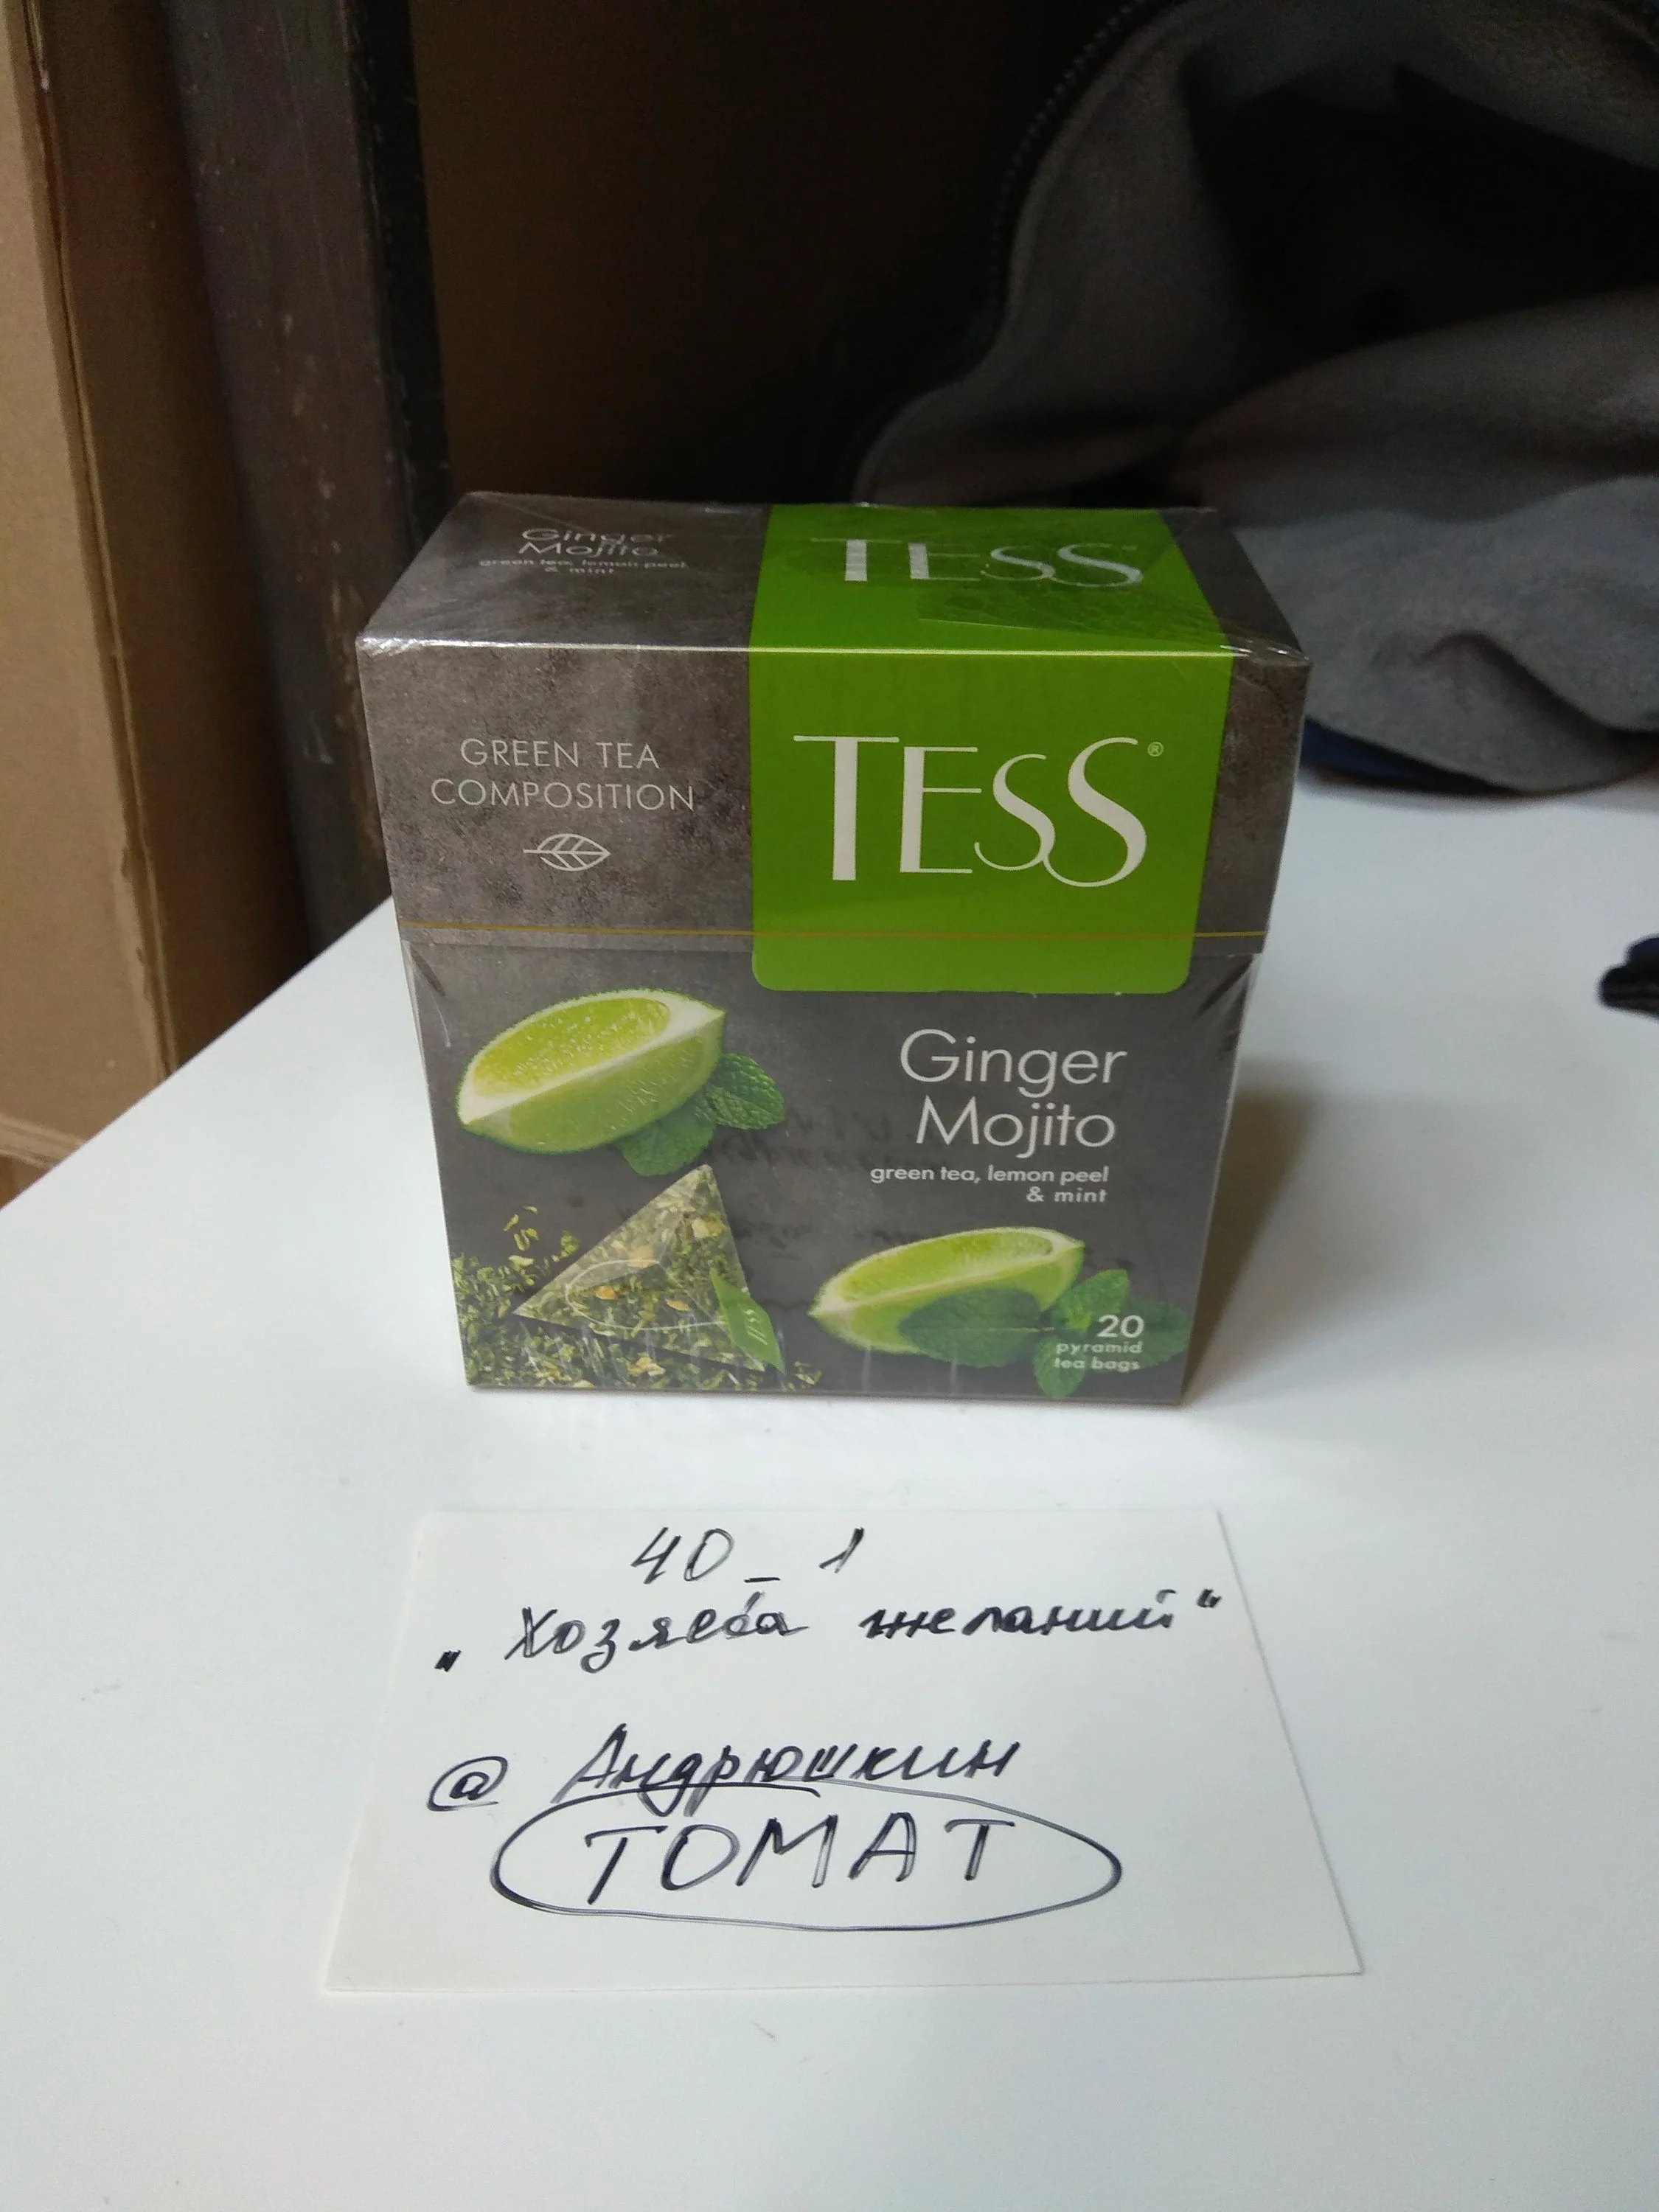 Ginger
Mojito
green tea, lemon peel
& mint
TESS
GREEN TEA
COMPOSITION
TESS®
Ginger
Mojito
green tea, lemon peel
& mint
TESS
20
pyramid
tea bags
40_1
„Хозяева желаний“
@ Андрюшкин
ТОМАТ